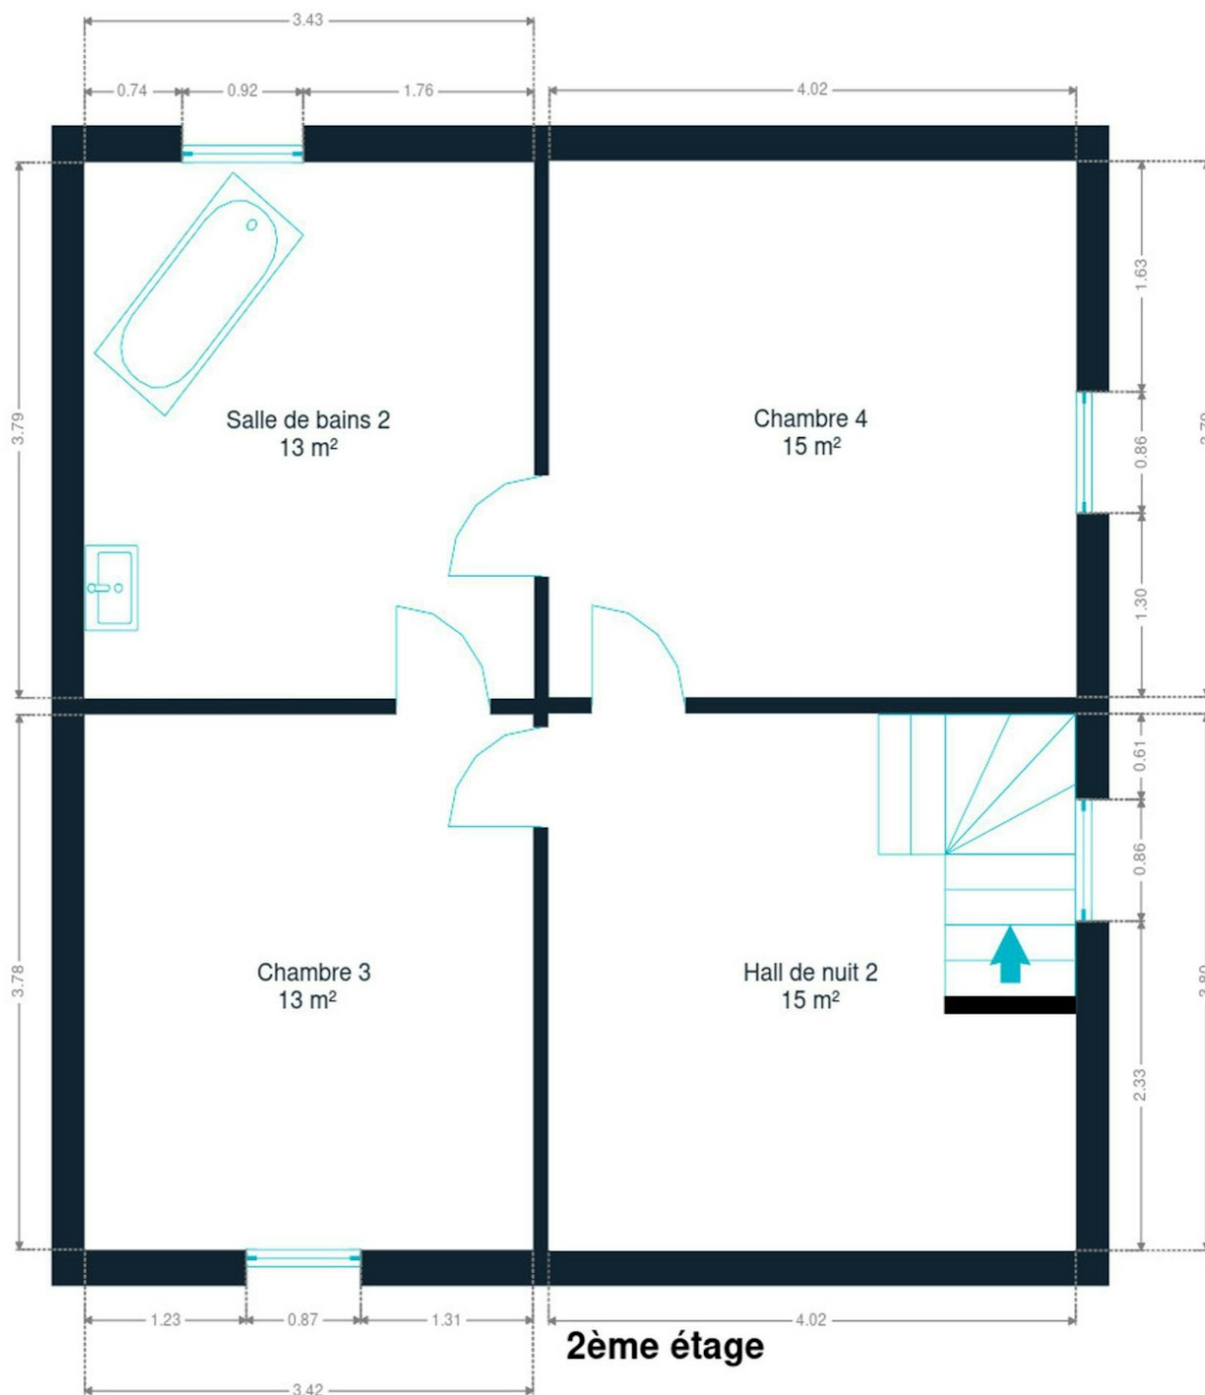 3.43
0.74
0.92
1.76
4.02
1.63
3.79
Salle de bains 2
13 m²
Chambre 4
15 m²
0.86
1.30
0.61
0.86
3.78
Chambre 3
13 m²
Hall de nuit 2
15 m²
2.33
1.23
0.87
1.31
4.02
2ème étage
3.42